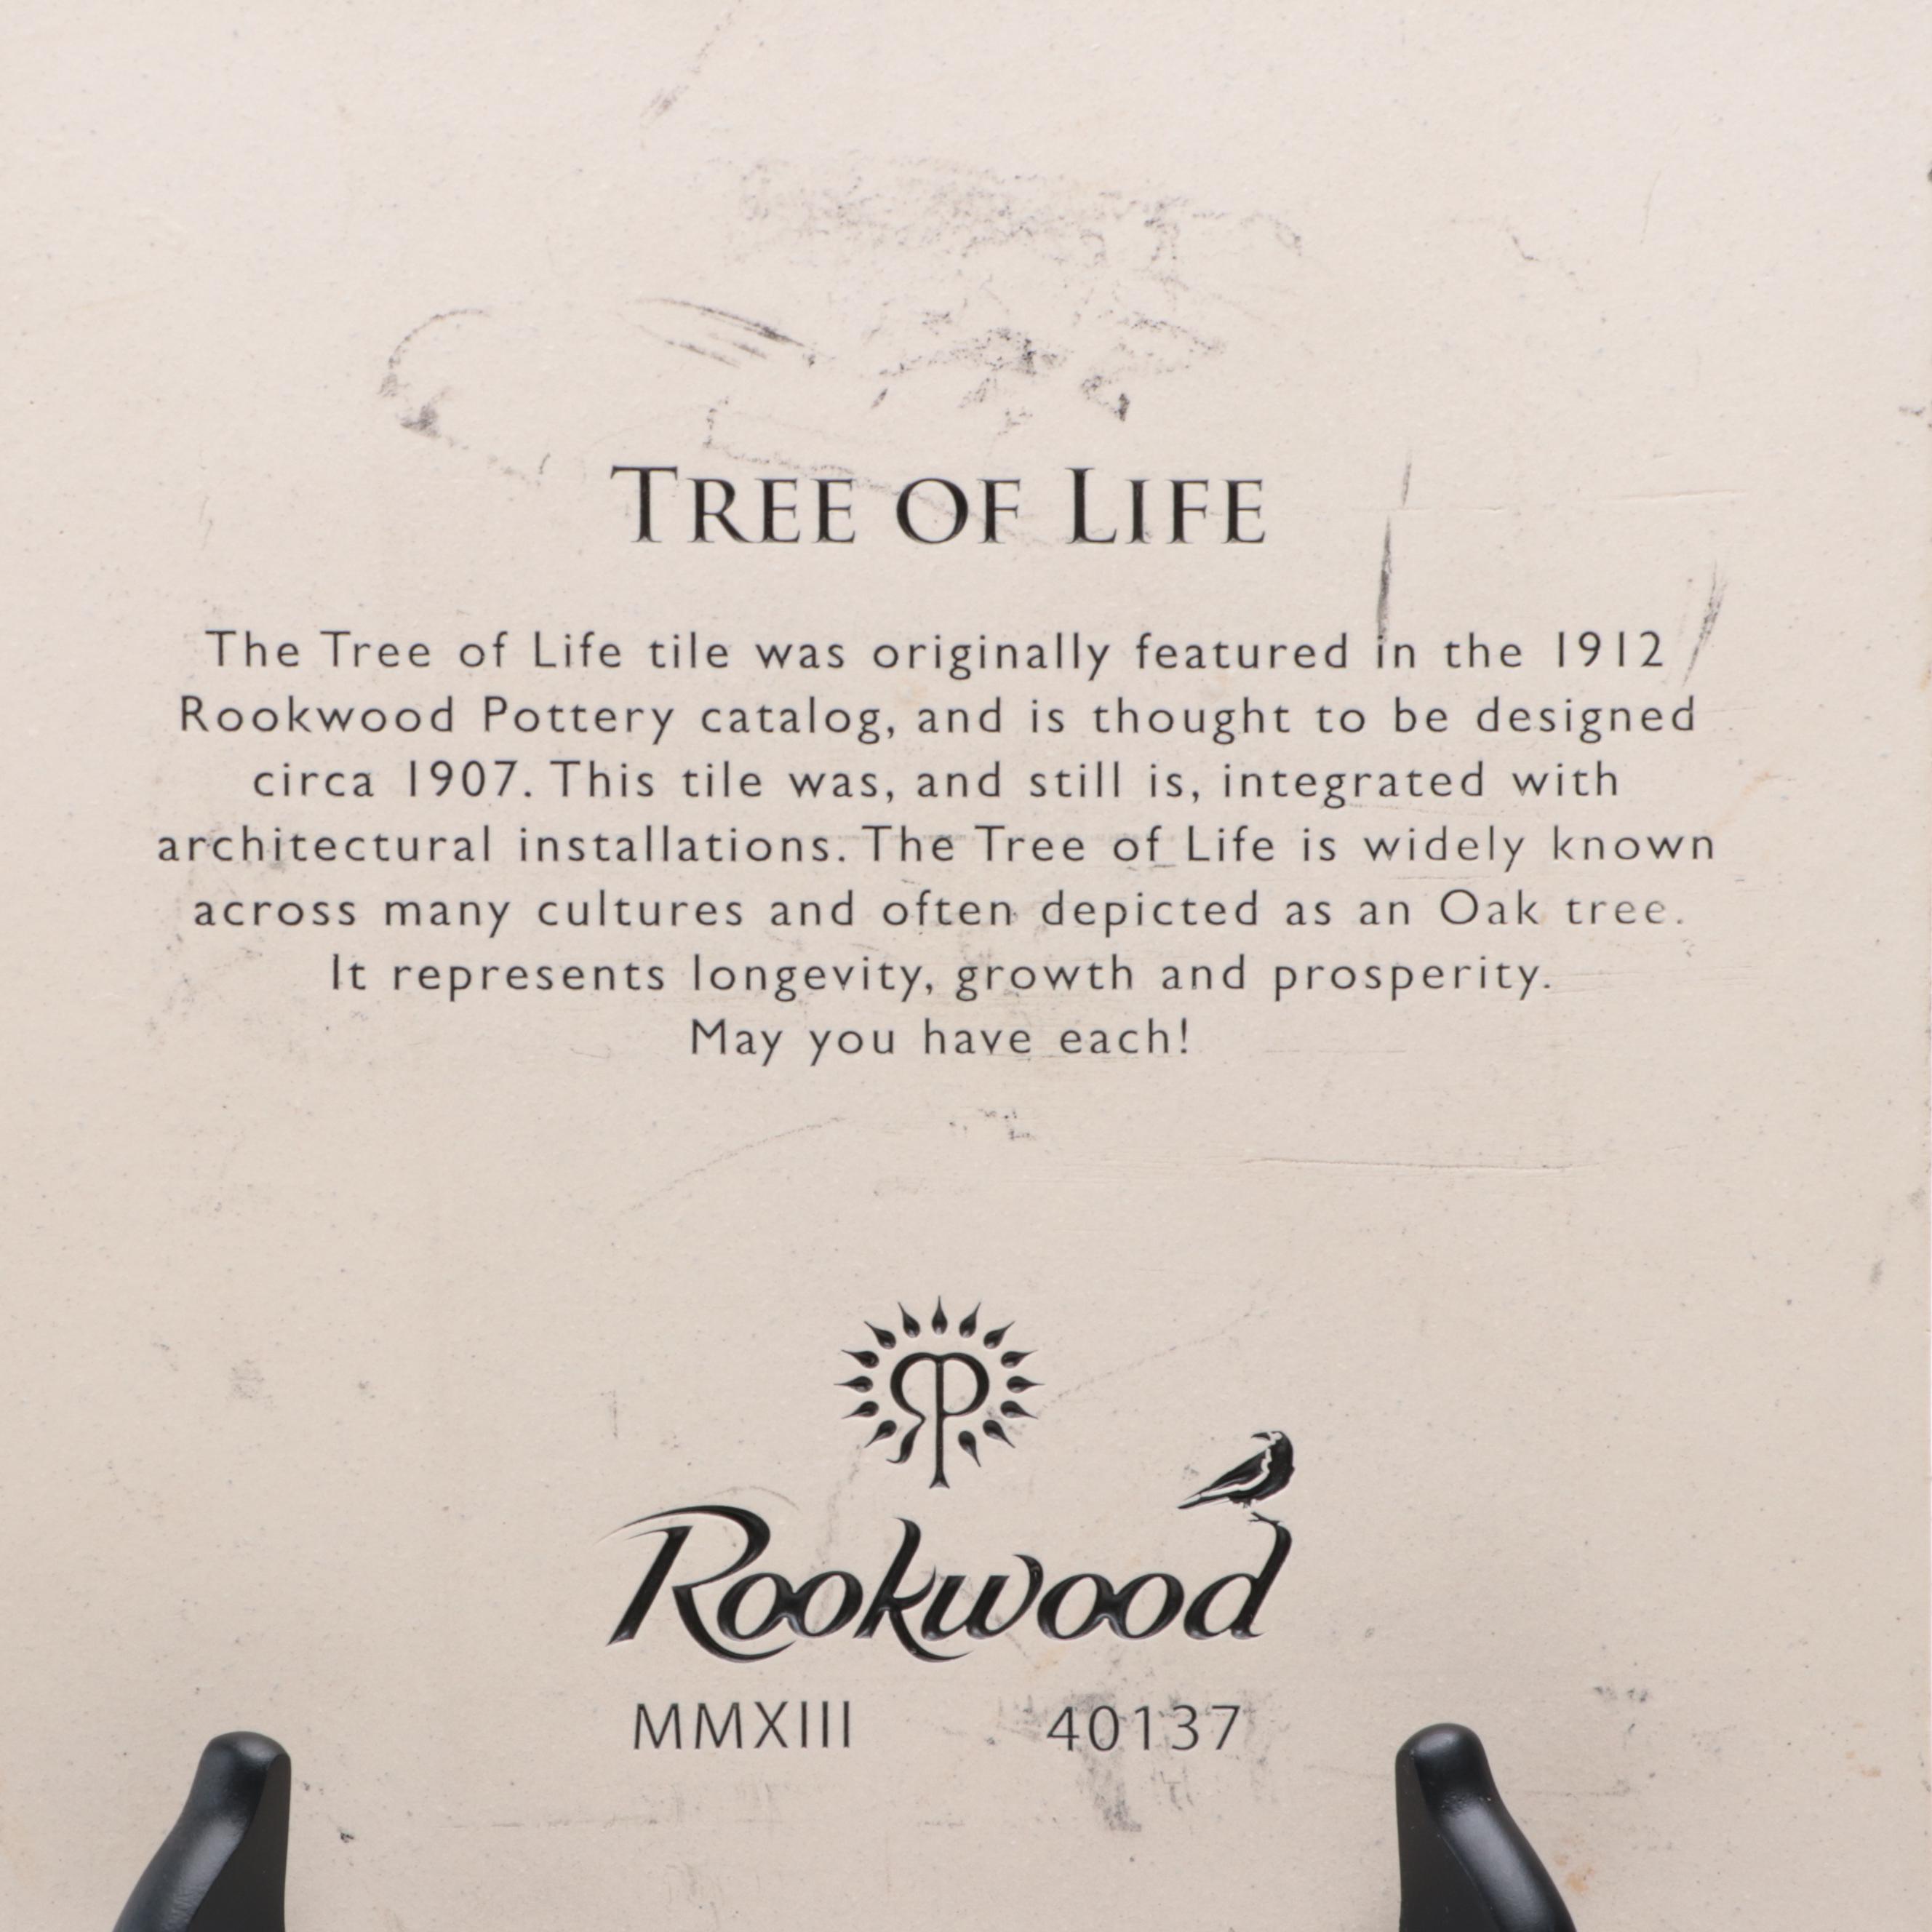 TREE OF LIFE
The Tree of Life tile was originally featured in the 1912
Rookwood Pottery catalog, and is thought to be designed
circa 1907. This tile was, and still is, integrated with
architectural installations. The Tree of Life is widely known
across many cultures and often depicted as an Oak tree.
It represents longevity, growth and prosperity.
May you have each!
RP
Rookwood
MMXIII 40137